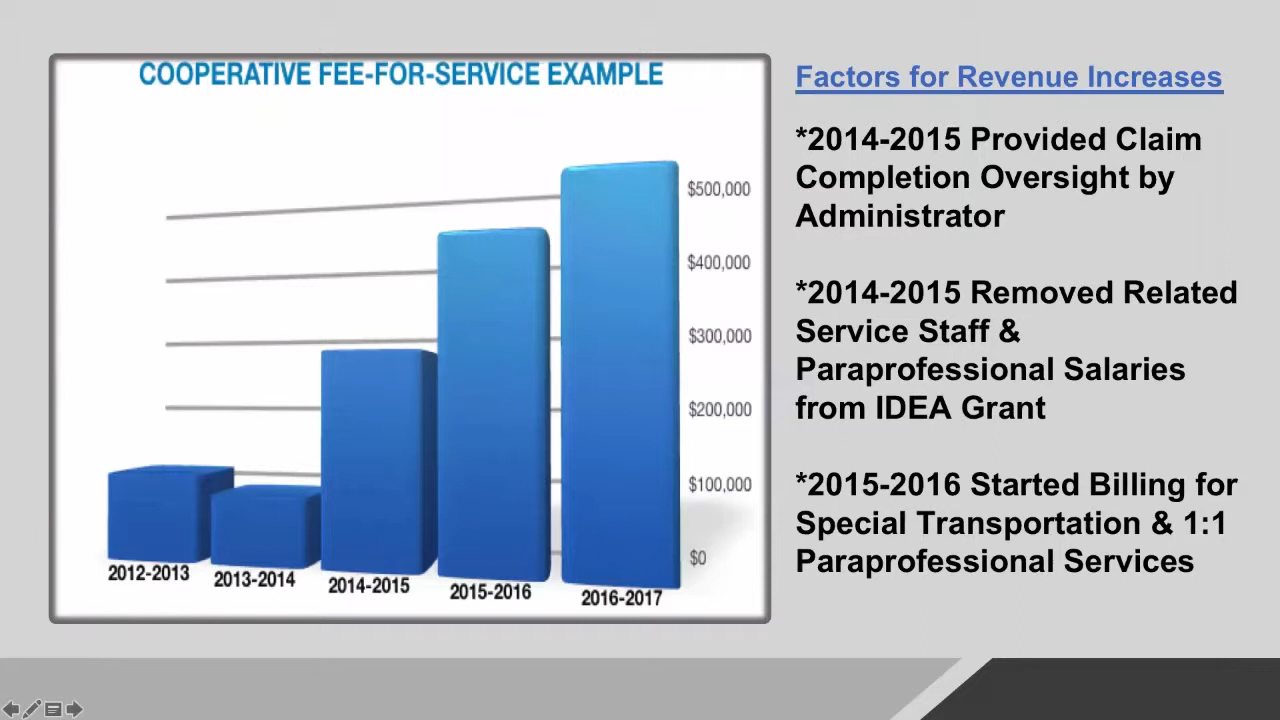 COOPERATIVE FEE-FOR-SERVICE EXAMPLE
$500,000
$400,000
$300,000
$200,000
$100,000
$0
2012-2013
2013-2014
2014-2015
2015-2016
2016-2017
Factors for Revenue Increases
*2014-2015 Provided Claim
Completion Oversight by
Administrator
*2014-2015 Removed Related
Service Staff &
Paraprofessional Salaries
from IDEA Grant
*2015-2016 Started Billing for
Special Transportation & 1:1
Paraprofessional Services